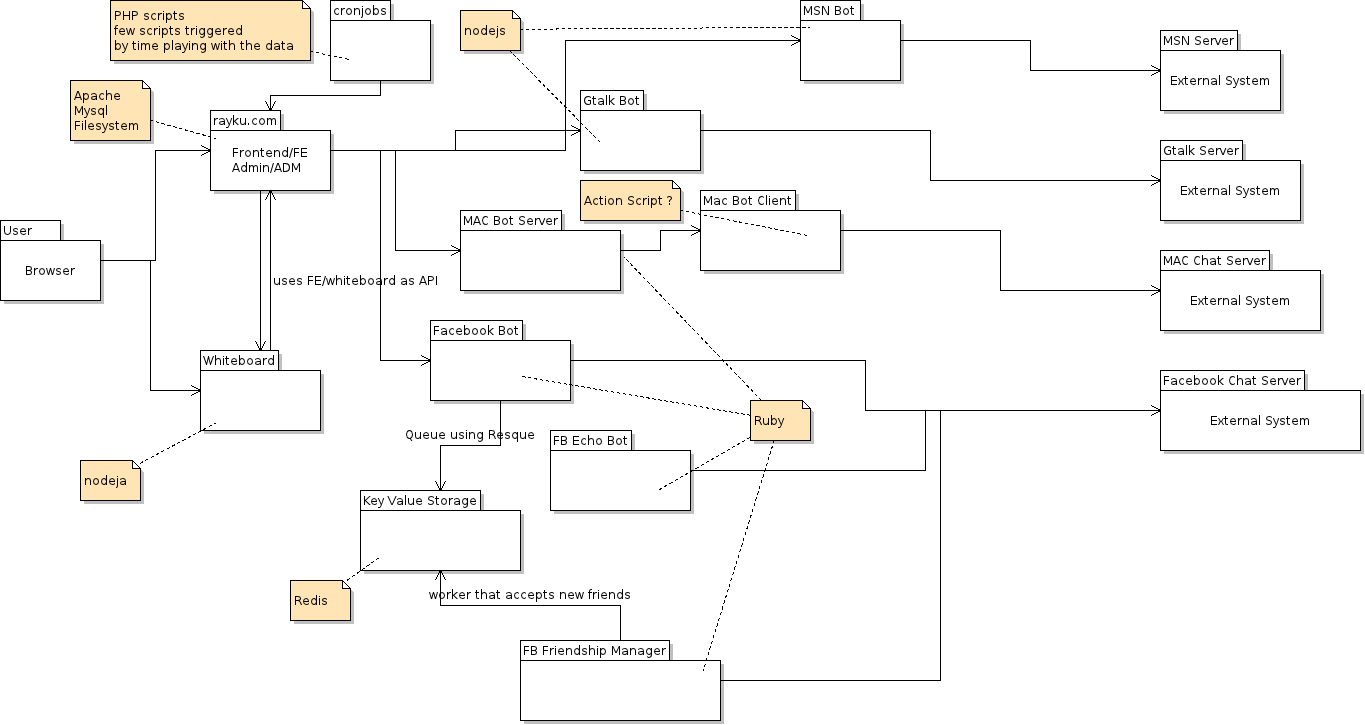 PHP scripts
few scripts triggered
by time playing with the data
cronjobs
nodejs
MSN Bot
MSN Server
External System
Apache
Mysql
Filesystem
rayku.com
Frontend/FE
Admin/ADM
Gtalk Bot
Gtalk Server
External System
Action Script ?
Mac Bot Client
User
Browser
MAC Bot Server
MAC Chat Server
External System
uses FE/whiteboard as API
Facebook Bot
Whiteboard
Facebook Chat Server
External System
Ruby
Queue using Resque
FB Echo Bot
nodeja
Key Value Storage
Redis
worker that accepts new friends
FB Friendship Manager